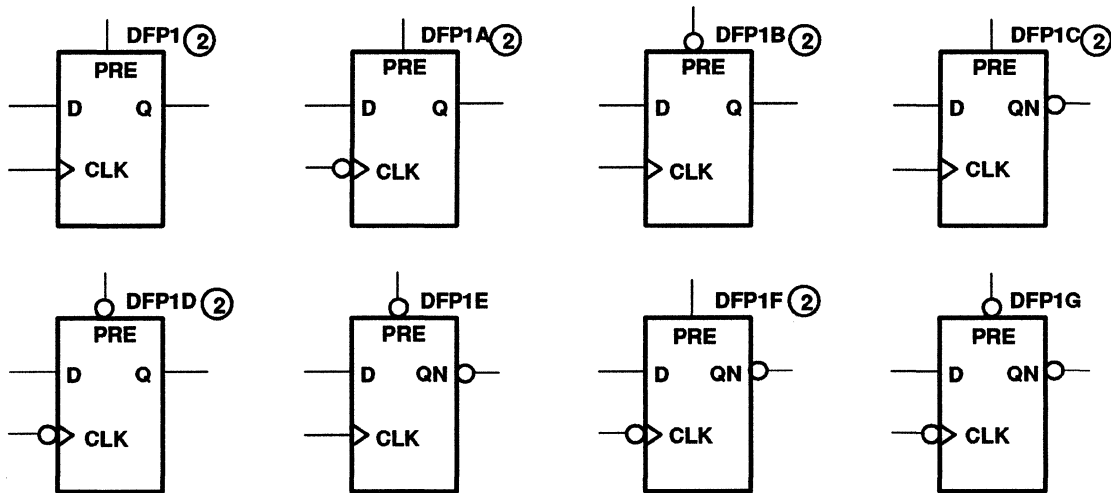 DFP1 2
PRE
D Q
CLK
DFP1A 2
PRE
D Q
CLK
DFP1B 2
PRE
D Q
CLK
DFP1C 2
PRE
D QN
CLK
DFP1D 2
PRE
D Q
CLK
DFP1E
PRE
D QN
CLK
DFP1F 2
PRE
D QN
CLK
DFP1G
PRE
D QN
CLK